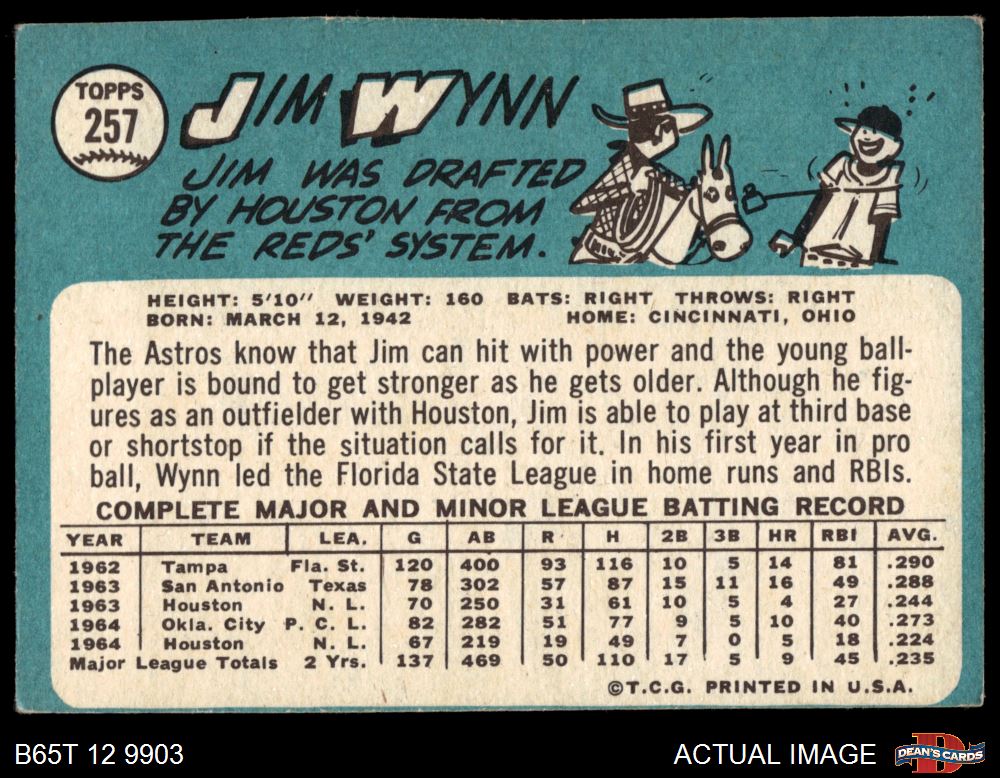 TOPPS
257
JIM WYNN
JIM WAS DRAFTED
BY HOUSTON FROM
THE REDS' SYSTEM.
HEIGHT: 5'10" WEIGHT: 160 BATS: RIGHT THROWS: RIGHT
BORN: MARCH 12, 1942 HOME: CINCINNATI, OHIO
The Astros know that Jim can hit with power and the young ball-
player is bound to get stronger as he gets older. Although he fig-
ures as an outfielder with Houston, Jim is able to play at third base
or shortstop if the situation calls for it. In his first year in pro
ball, Wynn led the Florida State League in home runs and RBIs.
COMPLETE MAJOR AND MINOR LEAGUE BATTING RECORD
YEAR TEAM LEA. G AB R H 2B 3B HR RBI AVG.
1962 Tampa Fla. St. 120 400 93 116 10 5 14 81 .290
1963 San Antonio Texas 78 302 57 87 15 11 16 49 .288
1963 Houston N. L. 70 250 31 61 10 5 4 27 .244
1964 Okla. City P. C. L. 82 282 51 77 9 5 10 40 .273
1964 Houston N. L. 67 219 19 49 7 0 5 18 .224
Major League Totals 2 Yrs. 137 469 50 110 17 5 9 45 .235
©T.C.G. PRINTED IN U.S.A.
B65T 12 9903
ACTUAL IMAGE
DEAN'S CARDS